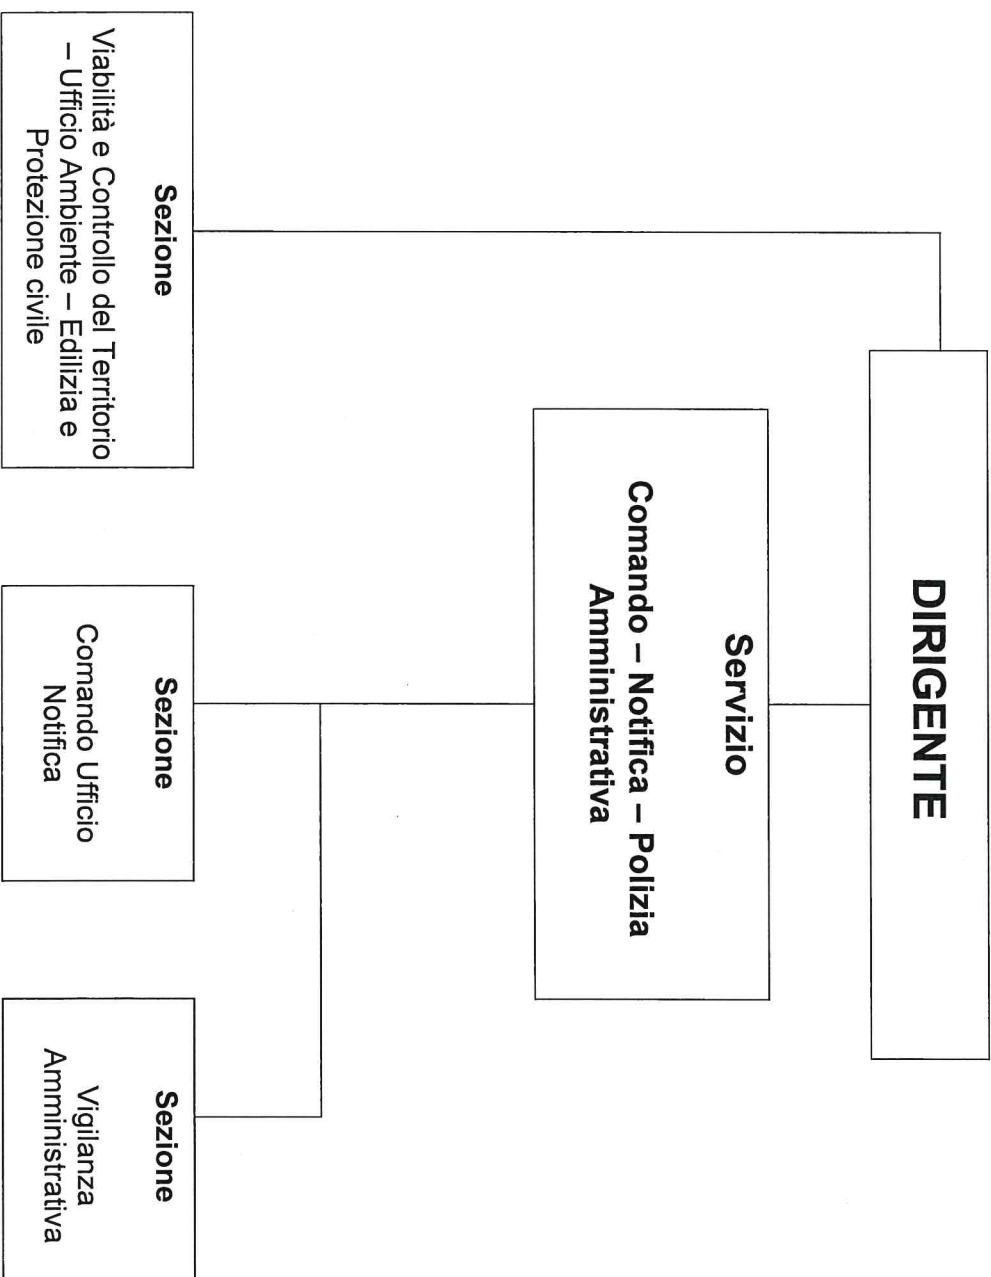 DIRIGENTE
Servizio
Comando – Notifica – Polizia
Amministrativa
Sezione
Viabilità e Controllo del Territorio
– Ufficio Ambiente – Edilizia e
Protezione civile
Sezione
Comando Ufficio
Notifica
Sezione
Vigilanza
Amministrativa